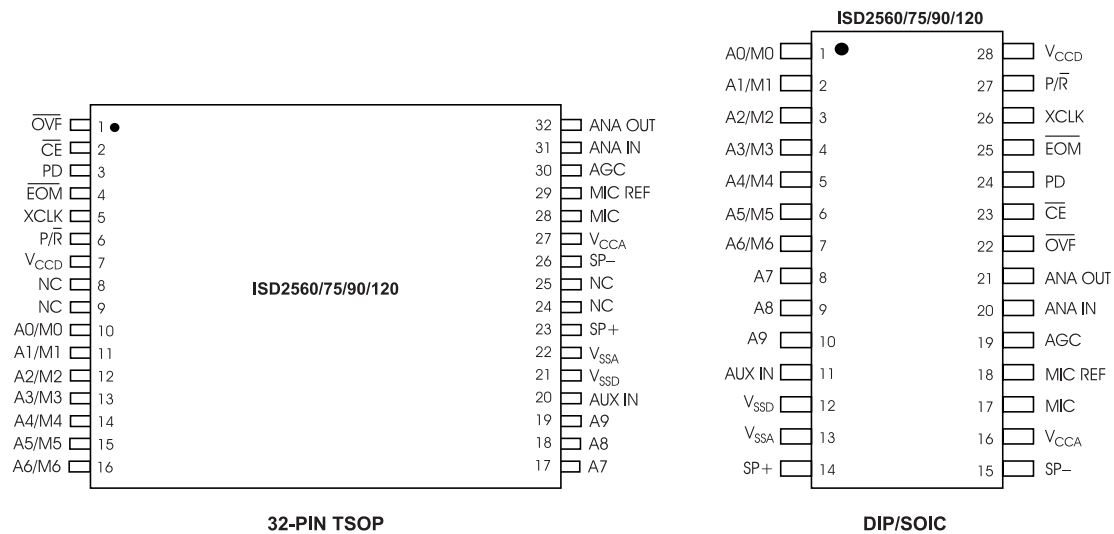 ISD2560/75/90/120
A0/M0 1 28 VCCD
A1/M1 2 27 P/R̅
A2/M2 3 26 XCLK
A3/M3 4 25 E̅O̅M̅
A4/M4 5 24 PD
A5/M5 6 23 C̅E̅
A6/M6 7 22 O̅V̅F̅
A7 8 21 ANA OUT
A8 9 20 ANA IN
A9 10 19 AGC
AUX IN 11 18 MIC REF
VSSD 12 17 MIC
VSSA 13 16 VCCA
SP+ 14 15 SP–
DIP/SOIC
O̅V̅F̅ 1 32 ANA OUT
C̅E̅ 2 31 ANA IN
PD 3 30 AGC
E̅O̅M̅ 4 29 MIC REF
XCLK 5 28 MIC
P/R̅ 6 27 VCCA
VCCD 7 26 SP–
NC 8 25 NC
ISD2560/75/90/120
NC 9 24 NC
A0/M0 10 23 SP+
A1/M1 11 22 VSSA
A2/M2 12 21 VSSD
A3/M3 13 20 AUX IN
A4/M4 14 19 A9
A5/M5 15 18 A8
A6/M6 16 17 A7
32-PIN TSOP